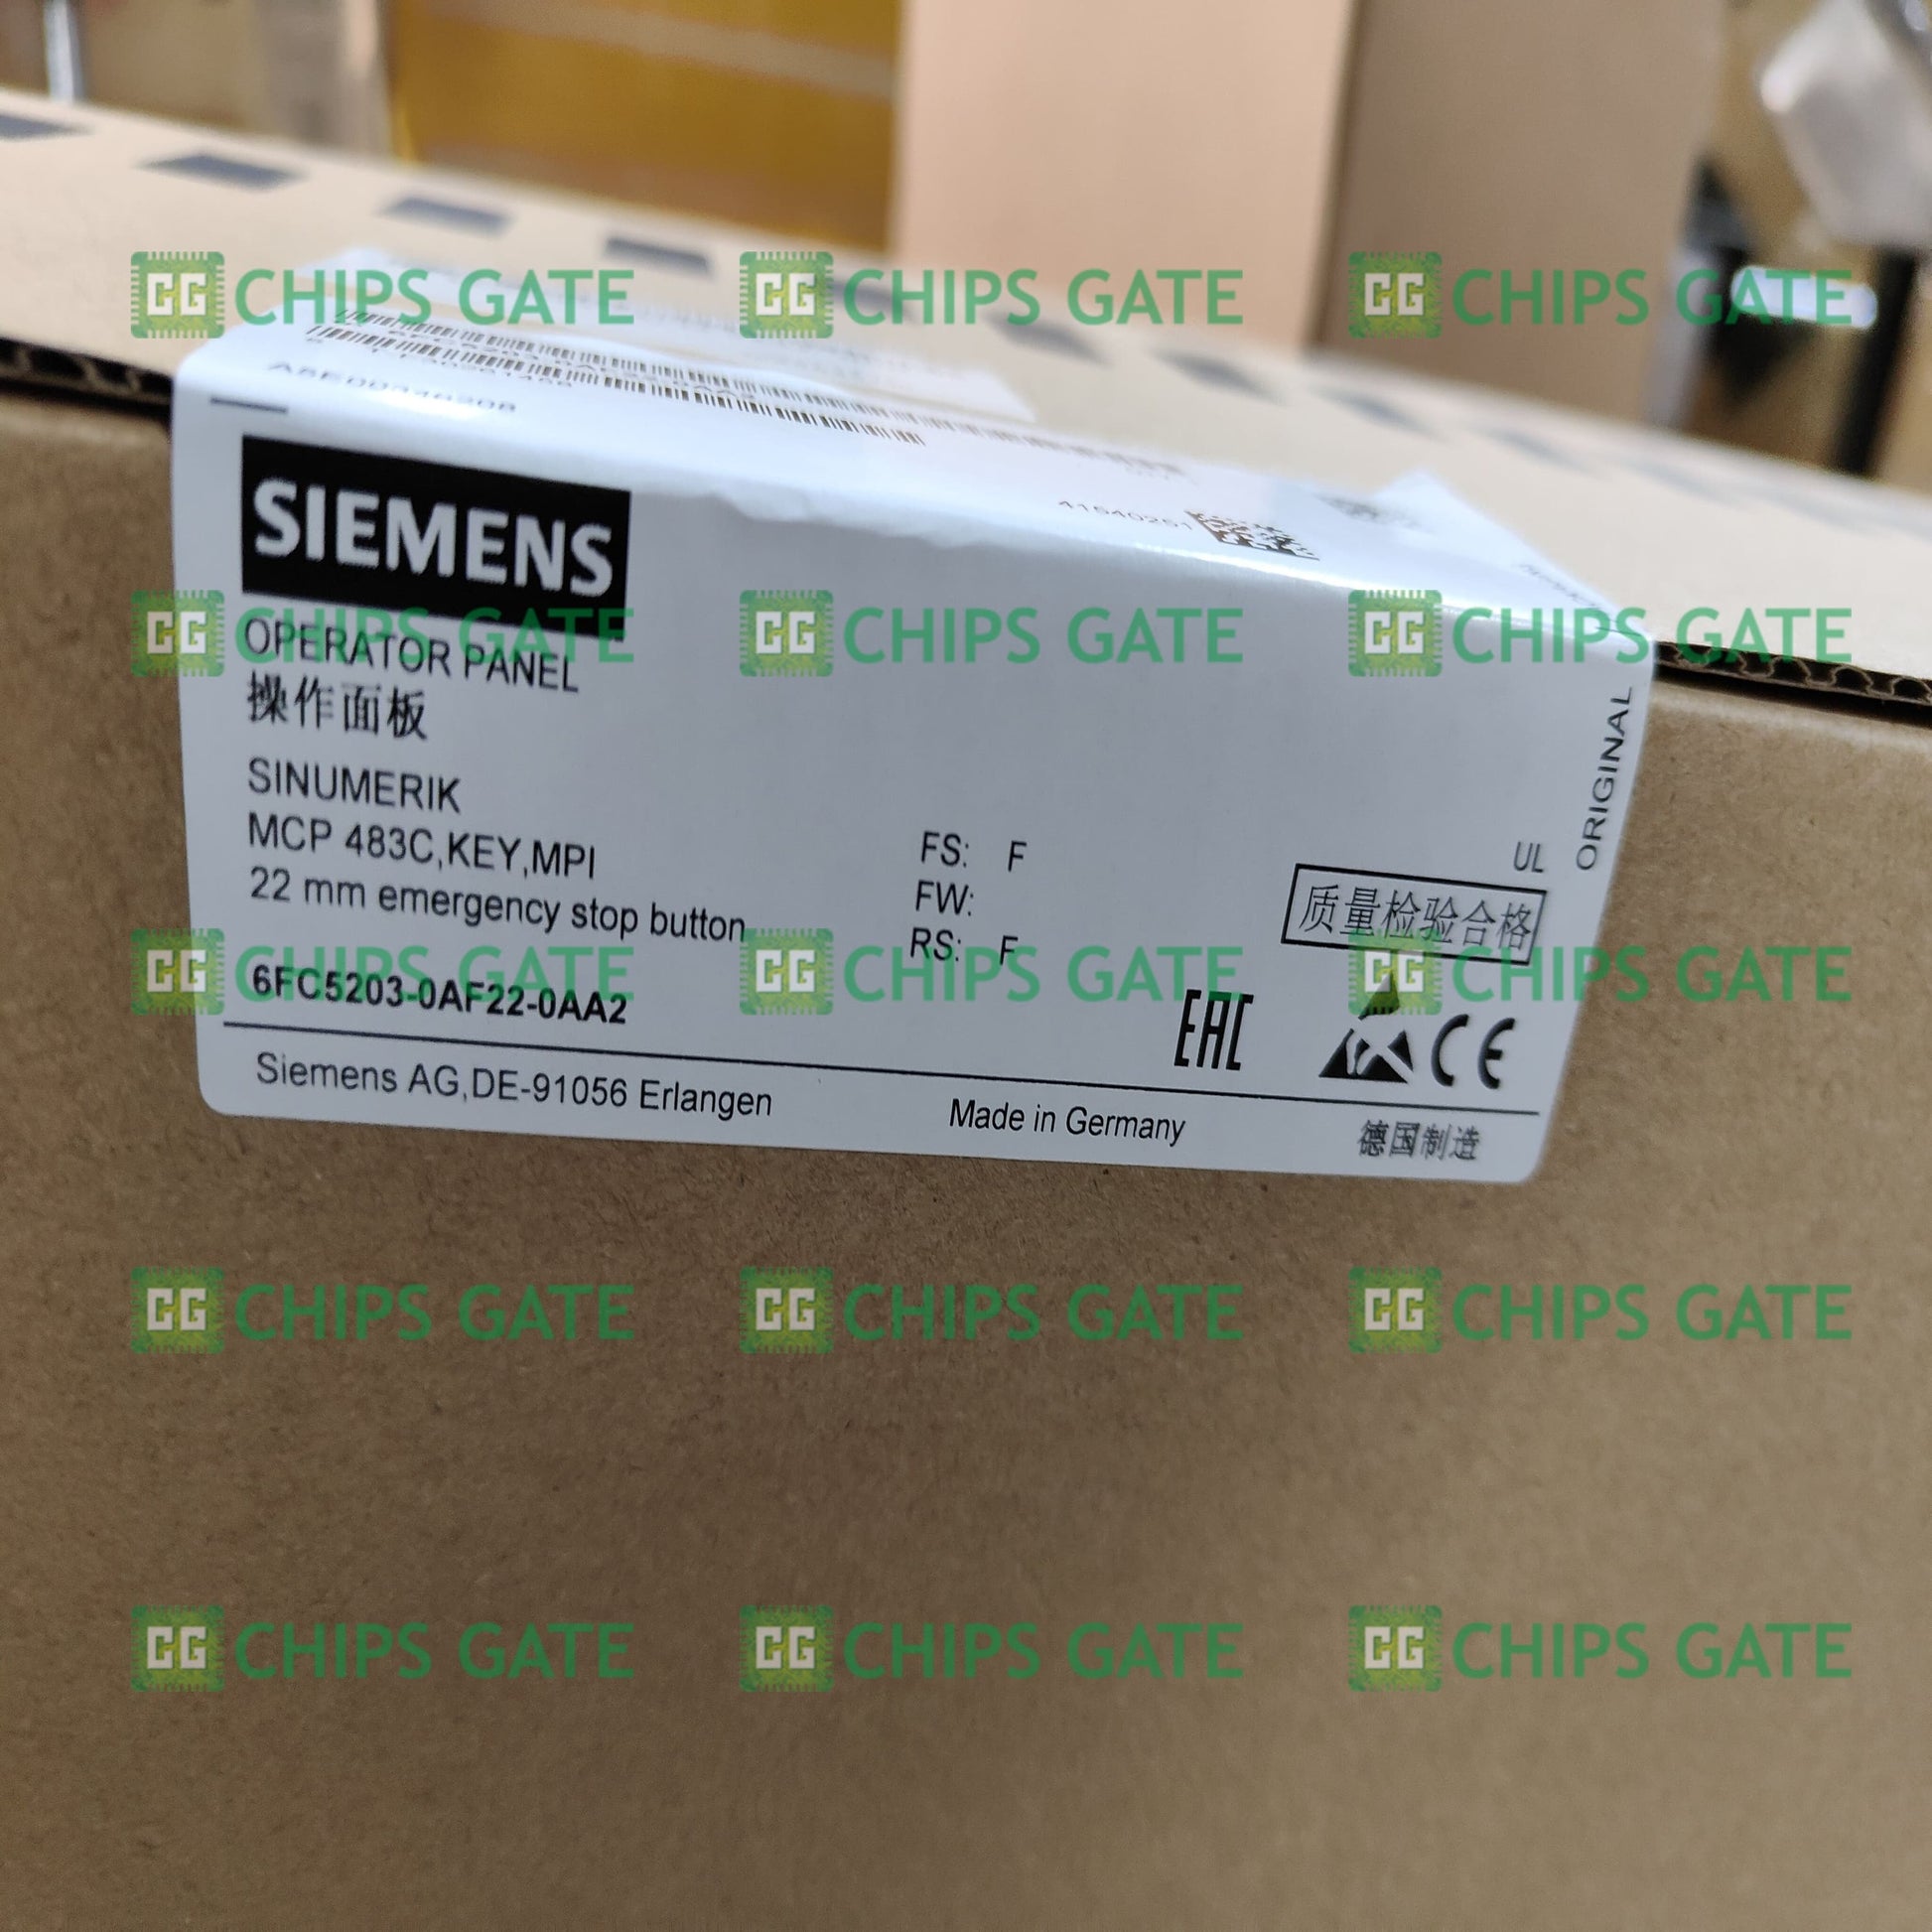 A5E00346208
41540251
SIEMENS
OPERATOR PANEL
操作面板
SINUMERIK
MCP 483C,KEY,MPI
22 mm emergency stop button
6FC5203-0AF22-0AA2
FS: F
FW:
RS: F
UL
ORIGINAL
质量检验合格
EAC
CE
Siemens AG,DE-91056 Erlangen
Made in Germany
德国制造
CG CHIPS GATE CG CHIPS GATE CG CHIPS GATE
CG CHIPS GATE CG CHIPS GATE CG CHIPS GATE
CG CHIPS GATE CG CHIPS GATE CG CHIPS GATE
CG CHIPS GATE CG CHIPS GATE CG CHIPS GATE
CG CHIPS GATE CG CHIPS GATE CG CHIPS GATE